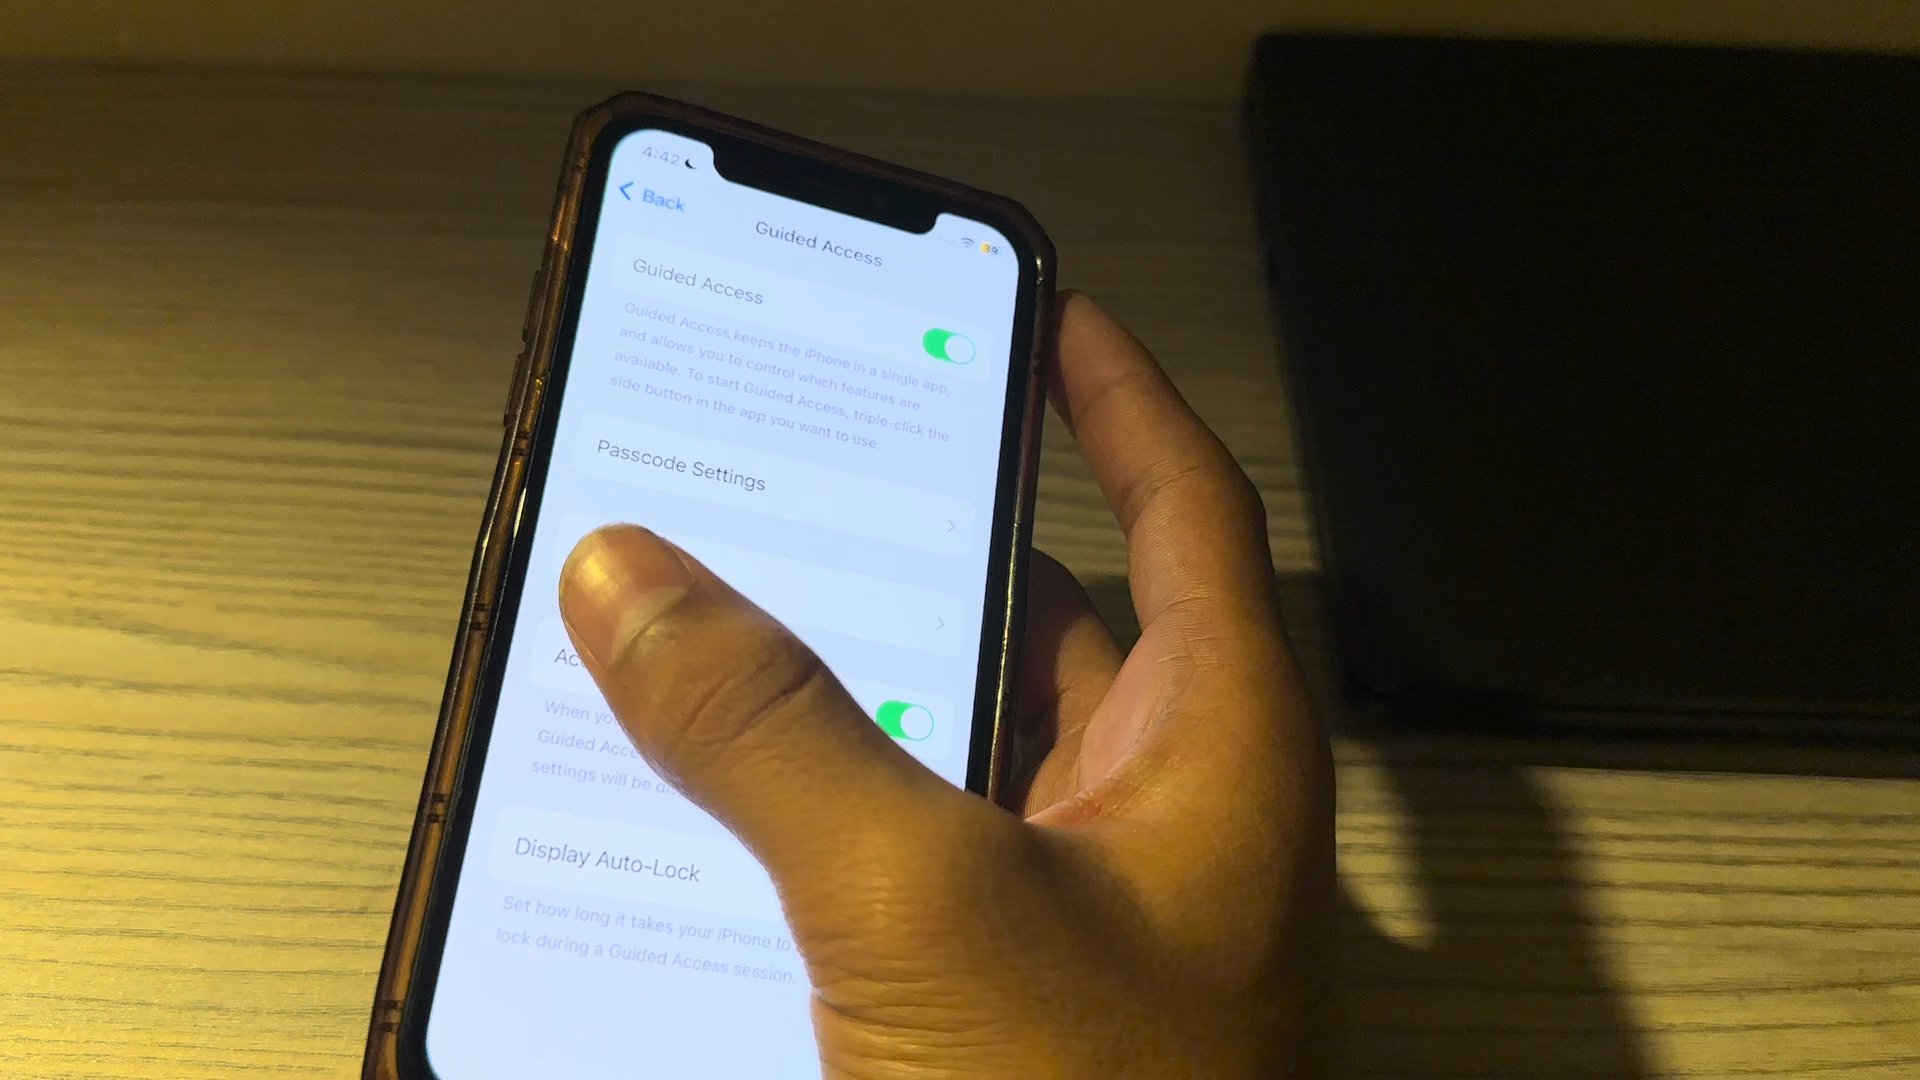 4:42
Back
39
Guided Access
Guided Access
Guided Access keeps the iPhone in a single app,
and allows you to control which features are
available. To start Guided Access, triple-click the
side button in the app you want to use.
Passcode Settings
When
Guided
settings will be
Display Auto-Lock
Set how long it takes your iPhone to
lock during a Guided Access session.